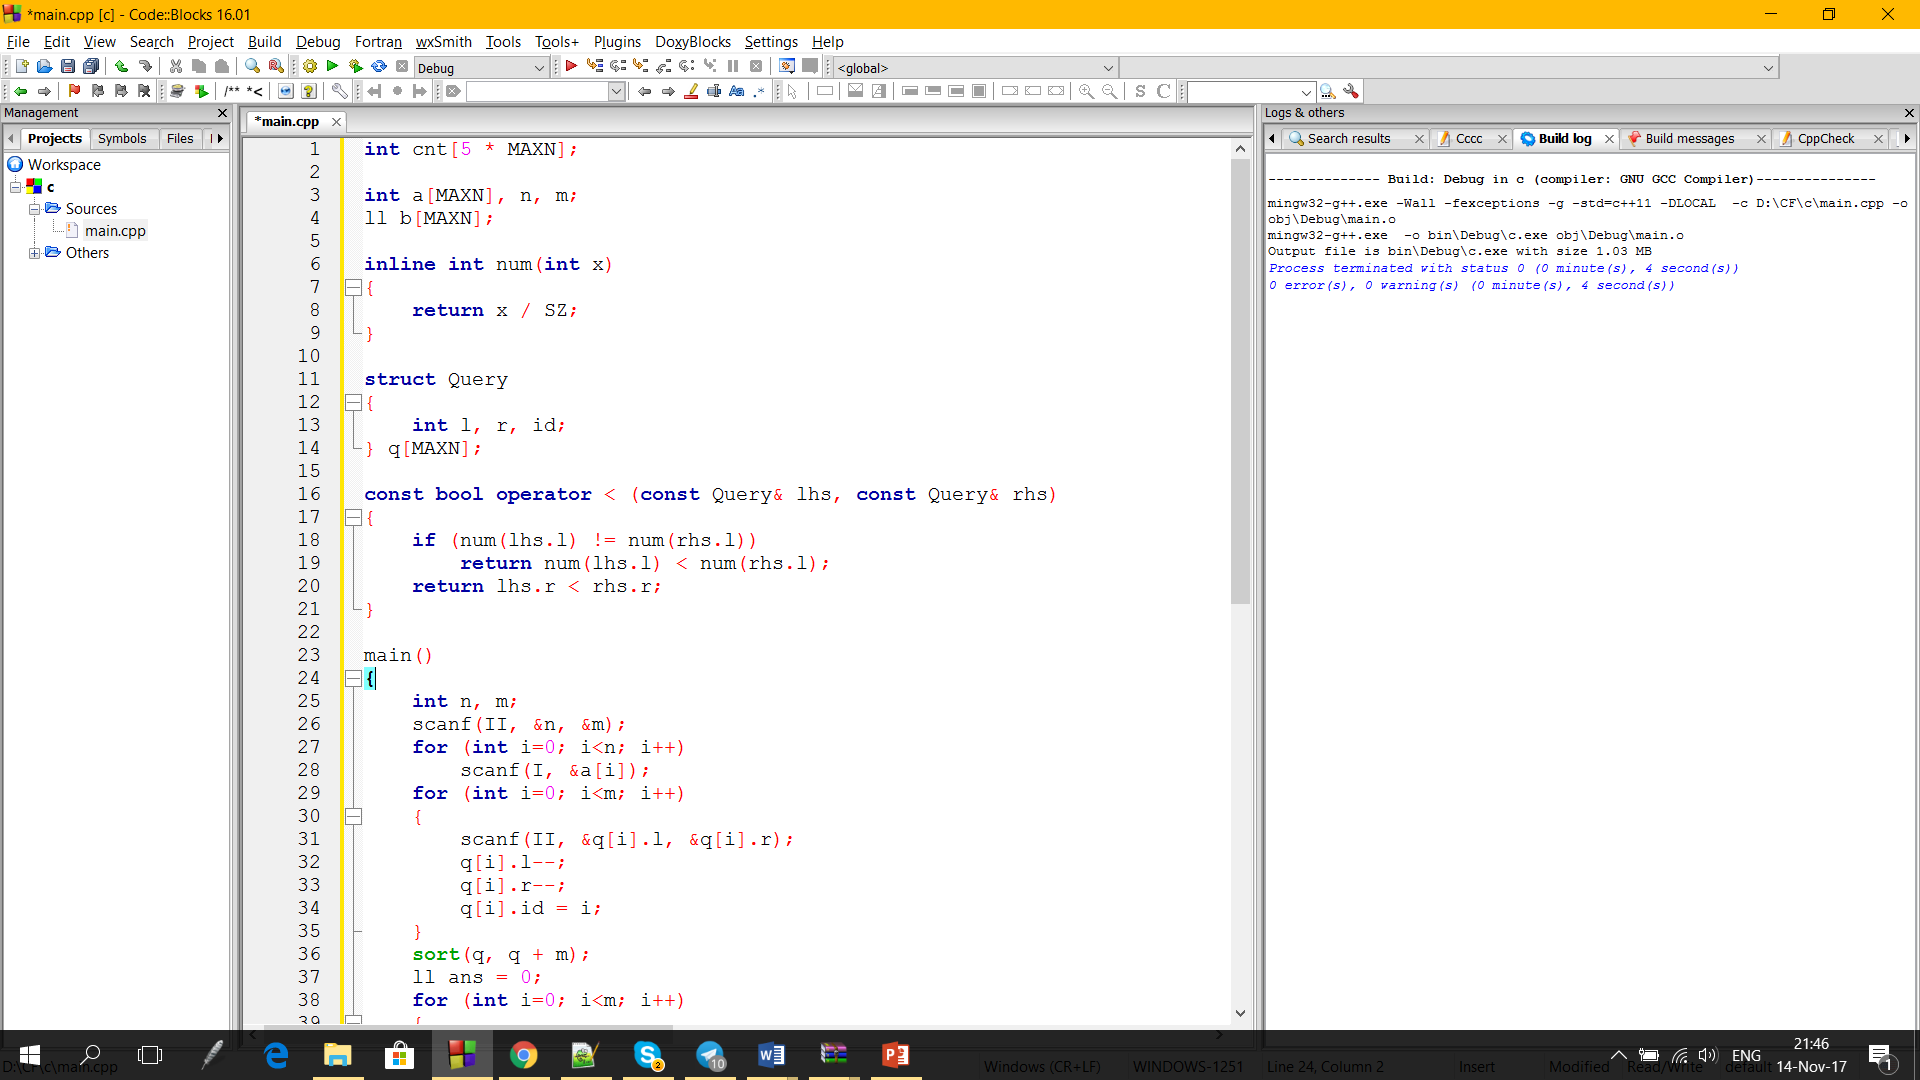 *main.cpp [c] - Code::Blocks 16.01
File Edit View Search Project Build Debug Fortran wxSmith Tools Tools+ Plugins DoxyBlocks Settings Help
Debug
<global>
/** *<
Aa .*
S C
Management
Projects Symbols Files
Workspace
c
Sources
main.cpp
Others
*main.cpp
1 int cnt[5 * MAXN];
2
3 int a[MAXN], n, m;
4 ll b[MAXN];
5
6 inline int num(int x)
7 {
8 return x / SZ;
9 }
10
11 struct Query
12 {
13 int l, r, id;
14 } q[MAXN];
15
16 const bool operator < (const Query& lhs, const Query& rhs)
17 {
18 if (num(lhs.l) != num(rhs.l))
19 return num(lhs.l) < num(rhs.l);
20 return lhs.r < rhs.r;
21 }
22
23 main()
24 {
25 int n, m;
26 scanf(II, &n, &m);
27 for (int i=0; i<n; i++)
28 scanf(I, &a[i]);
29 for (int i=0; i<m; i++)
30 {
31 scanf(II, &q[i].l, &q[i].r);
32 q[i].l--;
33 q[i].r--;
34 q[i].id = i;
35 }
36 sort(q, q + m);
37 ll ans = 0;
38 for (int i=0; i<m; i++)
39 {
Logs & others
Search results Cccc Build log Build messages CppCheck
-------------- Build: Debug in c (compiler: GNU GCC Compiler)---------------
mingw32-g++.exe -Wall -fexceptions -g -std=c++11 -DLOCAL -c D:\CF\c\main.cpp -o
obj\Debug\main.o
mingw32-g++.exe -o bin\Debug\c.exe obj\Debug\main.o
Output file is bin\Debug\c.exe with size 1.03 MB
Process terminated with status 0 (0 minute(s), 4 second(s))
0 error(s), 0 warning(s) (0 minute(s), 4 second(s))
D:\CF\c\main.cpp
Windows (CR+LF) WINDOWS-1251 Line 24, Column 2 Insert Modified Read/Write default
2
10
ENG
21:46
14-Nov-17
1